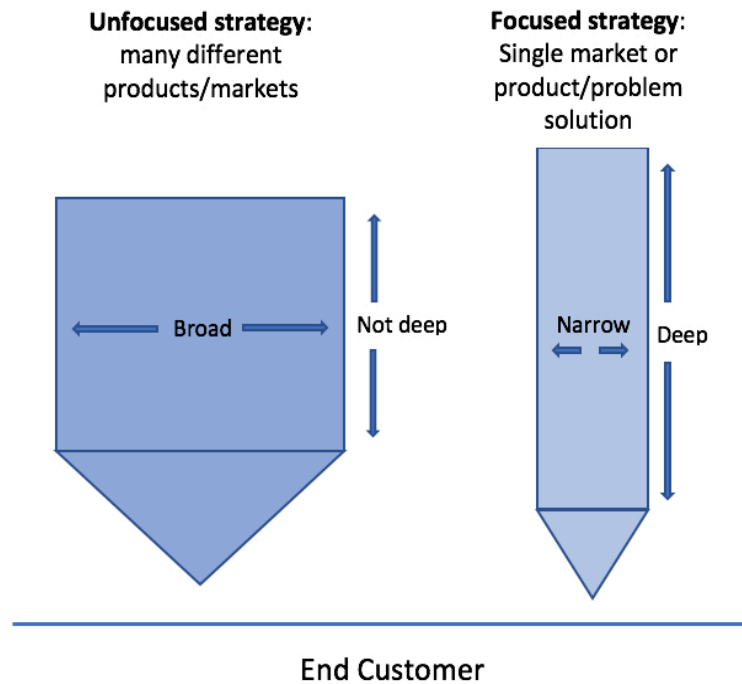 Unfocused strategy:
many different
products/markets
Focused strategy:
Single market or
product/problem
solution
Broad
Not deep
Narrow
Deep
End Customer